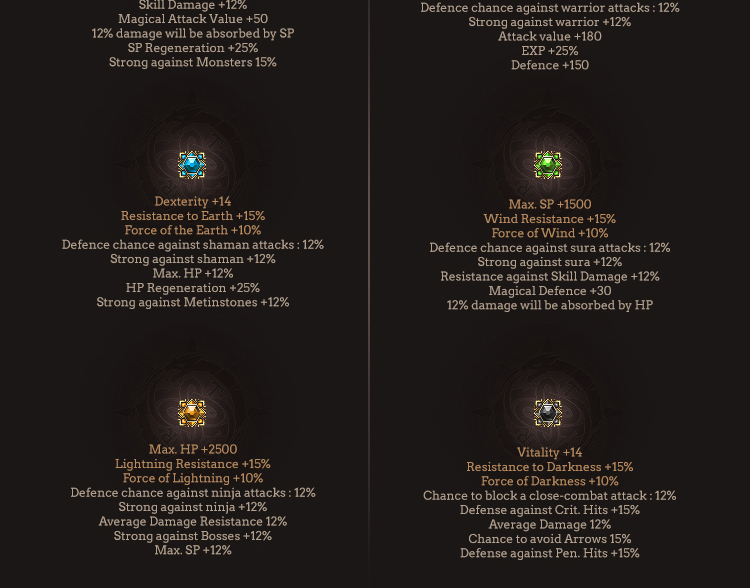 Skill Damage +12%
Magical Attack Value +50
12% damage will be absorbed by SP
SP Regeneration +25%
Strong against Monsters 15%
Defence chance against warrior attacks : 12%
Strong against warrior +12%
Attack value +180
EXP +25%
Defence +150
Dexterity +14
Resistance to Earth +15%
Force of the Earth +10%
Defence chance against shaman attacks : 12%
Strong against shaman +12%
Max. HP +12%
HP Regeneration +25%
Strong against Metinstones +12%
Max. SP +1500
Wind Resistance +15%
Force of Wind +10%
Defence chance against sura attacks : 12%
Strong against sura +12%
Resistance against Skill Damage +12%
Magical Defence +30
12% damage will be absorbed by HP
Max. HP +2500
Lightning Resistance +15%
Force of Lightning +10%
Defence chance against ninja attacks : 12%
Strong against ninja +12%
Average Damage Resistance 12%
Strong against Bosses +12%
Max. SP +12%
Vitality +14
Resistance to Darkness +15%
Force of Darkness +10%
Chance to block a close-combat attack : 12%
Defense against Crit. Hits +15%
Average Damage 12%
Chance to avoid Arrows 15%
Defense against Pen. Hits +15%